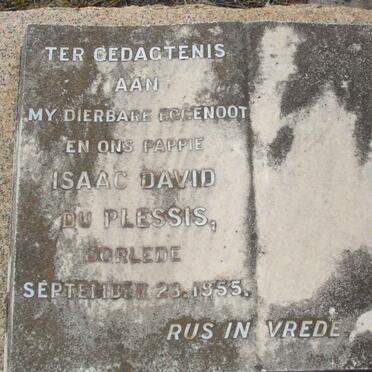 TER GEDAGTENIS
AAN
MY DIERBARE EGGENOOT
EN ONS PAPPIE
ISAAC DAVID
DU PLESSIS,
OORLEDE
SEPTEMBER 23.1955.
RUS IN VREDE